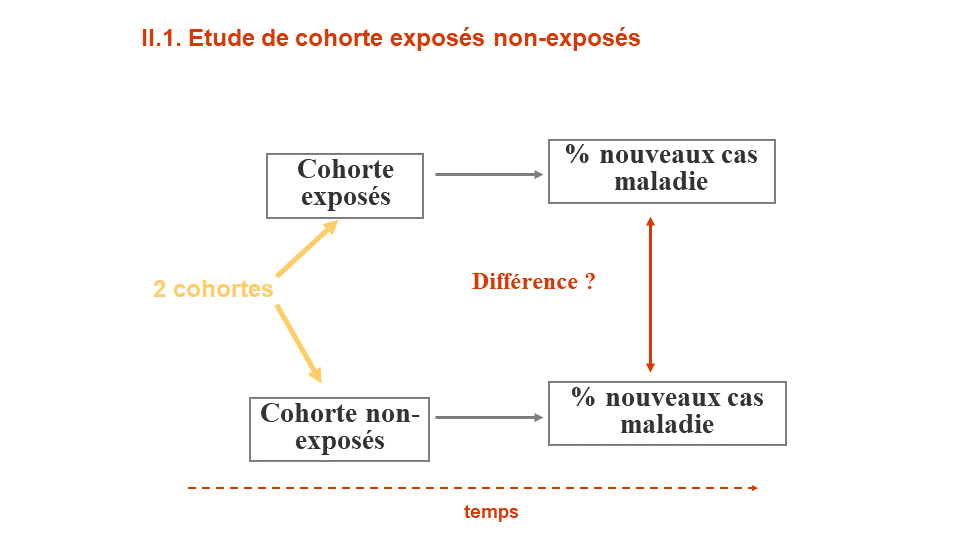 II.1. Etude de cohorte exposés non-exposés
Cohorte
exposés
% nouveaux cas
maladie
2 cohortes
Différence ?
Cohorte non-
exposés
% nouveaux cas
maladie
temps